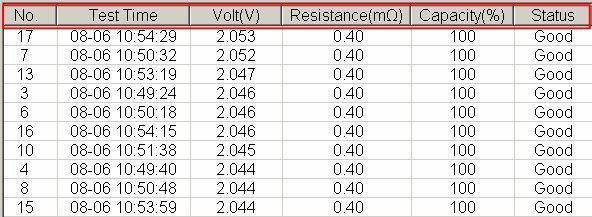 No. Test Time Volt(V) Resistance(mΩ) Capacity(%) Status
17 08-06 10:54:29 2.053 0.40 100 Good
7 08-06 10:50:32 2.052 0.40 100 Good
13 08-06 10:53:19 2.047 0.40 100 Good
3 08-06 10:49:24 2.046 0.40 100 Good
6 08-06 10:50:18 2.046 0.40 100 Good
16 08-06 10:54:15 2.046 0.40 100 Good
10 08-06 10:51:38 2.045 0.40 100 Good
4 08-06 10:49:40 2.044 0.40 100 Good
8 08-06 10:50:48 2.044 0.40 100 Good
15 08-06 10:53:59 2.044 0.40 100 Good